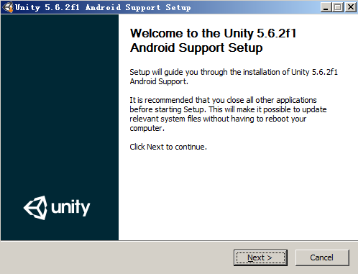 Unity 5.6.2f1 Android Support Setup
Welcome to the Unity 5.6.2f1
Android Support Setup
Setup will guide you through the installation of Unity 5.6.2f1
Android Support.
It is recommended that you close all other applications
before starting Setup. This will make it possible to update
relevant system files without having to reboot your
computer.
Click Next to continue.
unity
Next >
Cancel